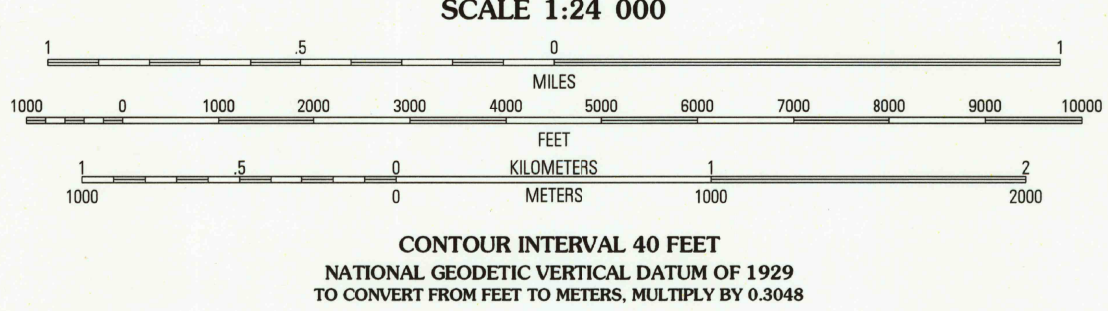 SCALE 1:24 000
1 .5 0 1
MILES
1000 0 1000 2000 3000 4000 5000 6000 7000 8000 9000 10000
FEET
1 .5 0 KILOMETERS 1 2
1000 0 METERS 1000 2000
CONTOUR INTERVAL 40 FEET
NATIONAL GEODETIC VERTICAL DATUM OF 1929
TO CONVERT FROM FEET TO METERS, MULTIPLY BY 0.3048